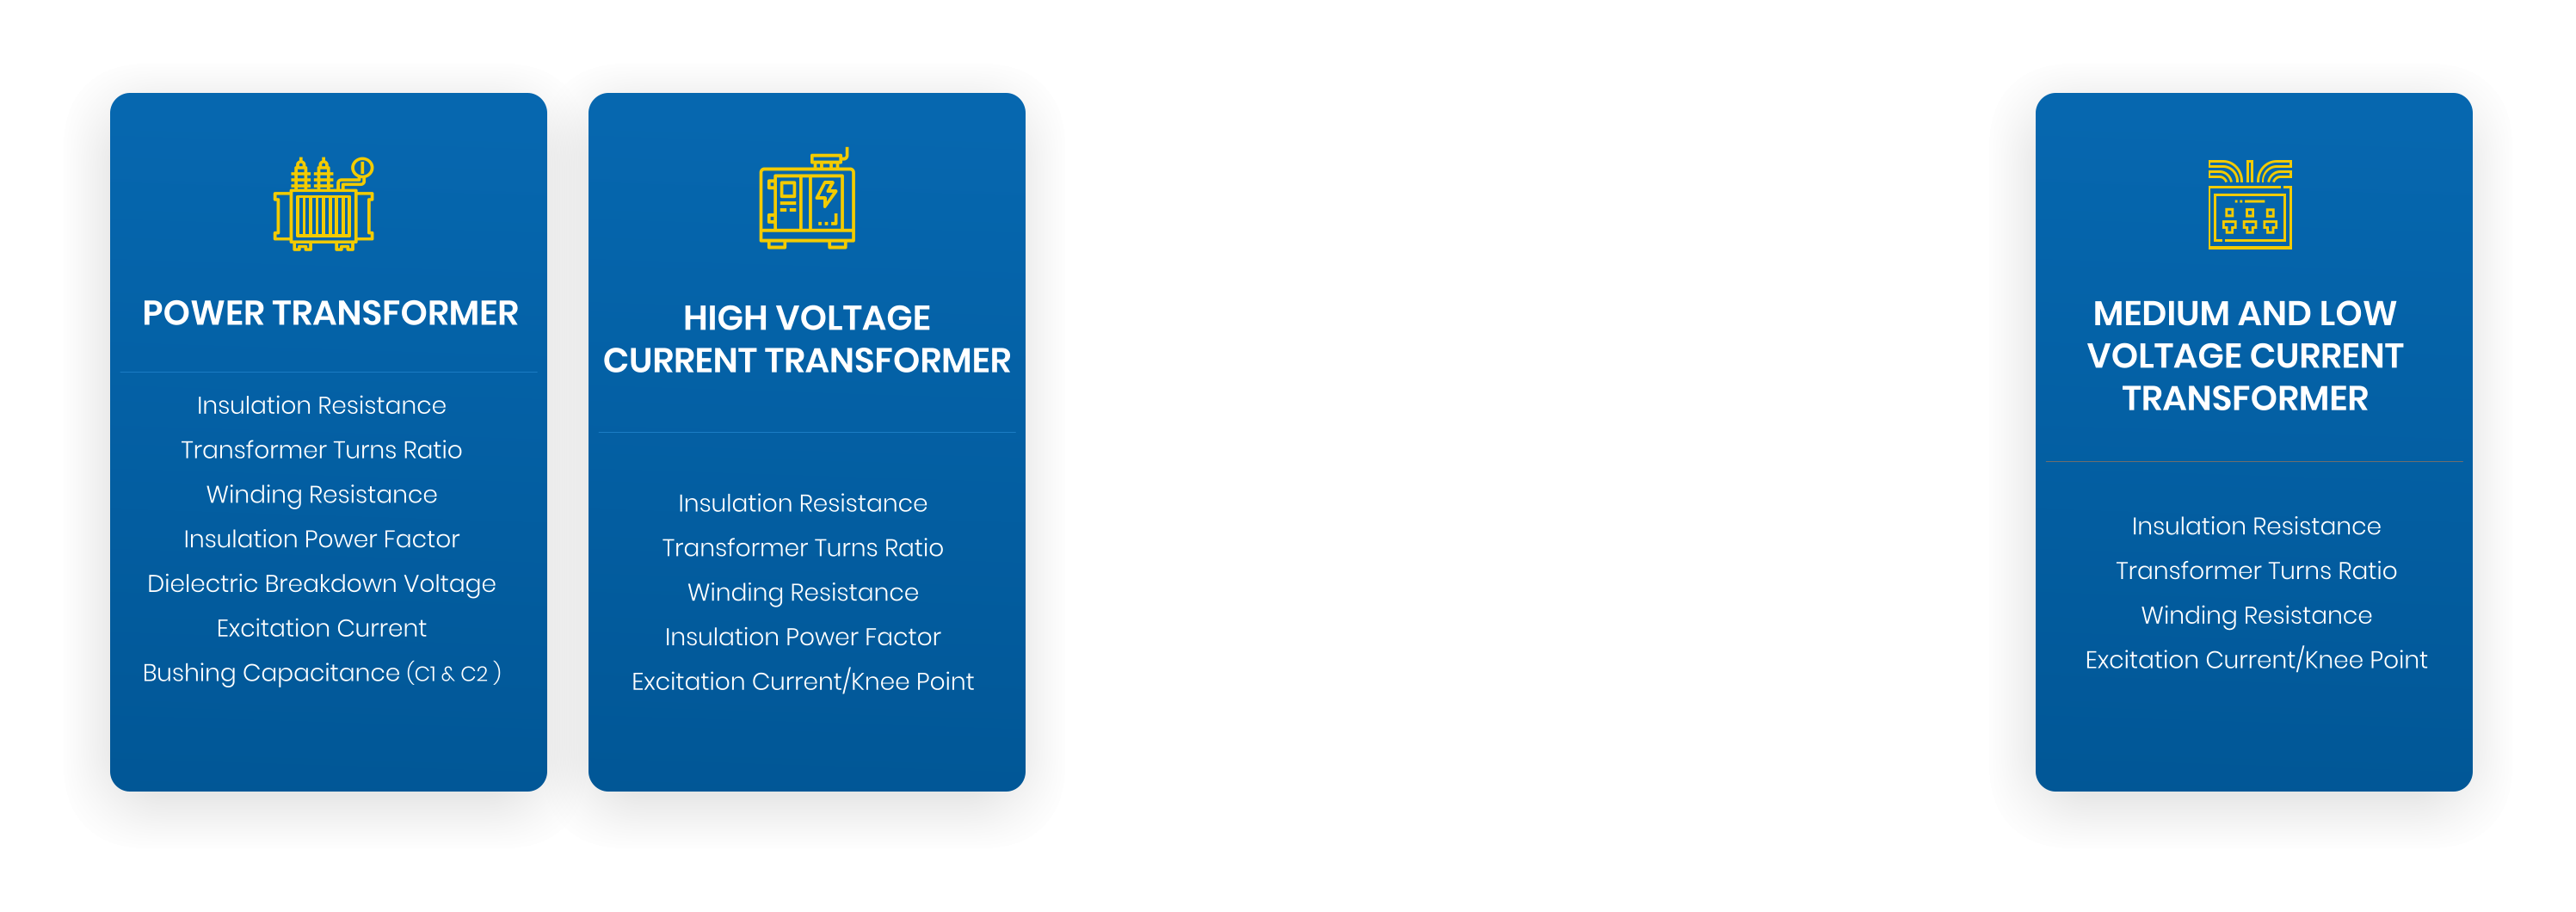 POWER TRANSFORMER
Insulation Resistance
Transformer Turns Ratio
Winding Resistance
Insulation Power Factor
Dielectric Breakdown Voltage
Excitation Current
Bushing Capacitance (C1 & C2 )
HIGH VOLTAGE
CURRENT TRANSFORMER
Insulation Resistance
Transformer Turns Ratio
Winding Resistance
Insulation Power Factor
Excitation Current/Knee Point
MEDIUM AND LOW
VOLTAGE CURRENT
TRANSFORMER
Insulation Resistance
Transformer Turns Ratio
Winding Resistance
Excitation Current/Knee Point